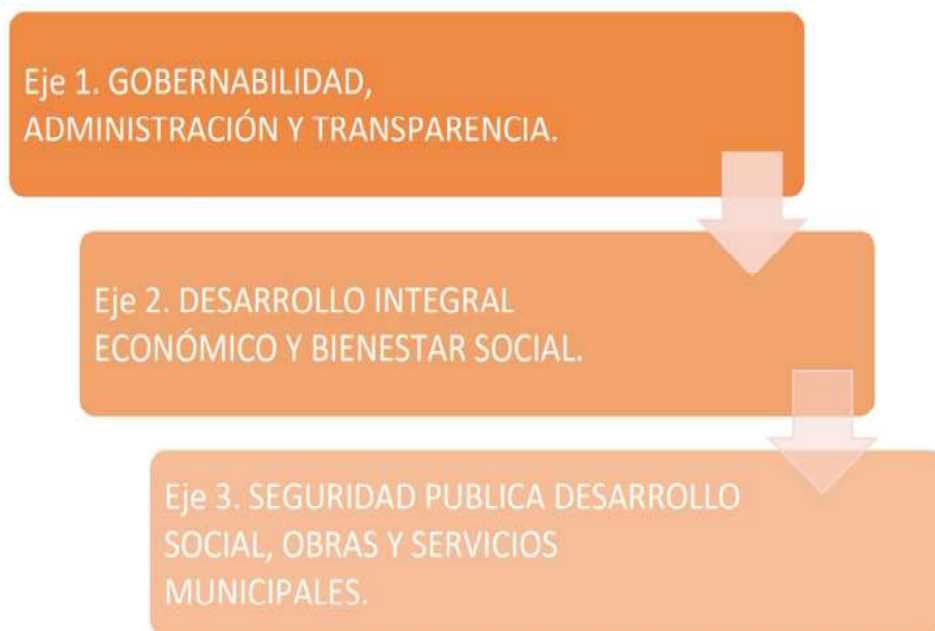 Eje 1. GOBERNABILIDAD,
ADMINISTRACIÓN Y TRANSPARENCIA.
Eje 2. DESARROLLO INTEGRAL
ECONÓMICO Y BIENESTAR SOCIAL.
Eje 3. SEGURIDAD PUBLICA DESARROLLO
SOCIAL, OBRAS Y SERVICIOS
MUNICIPALES.